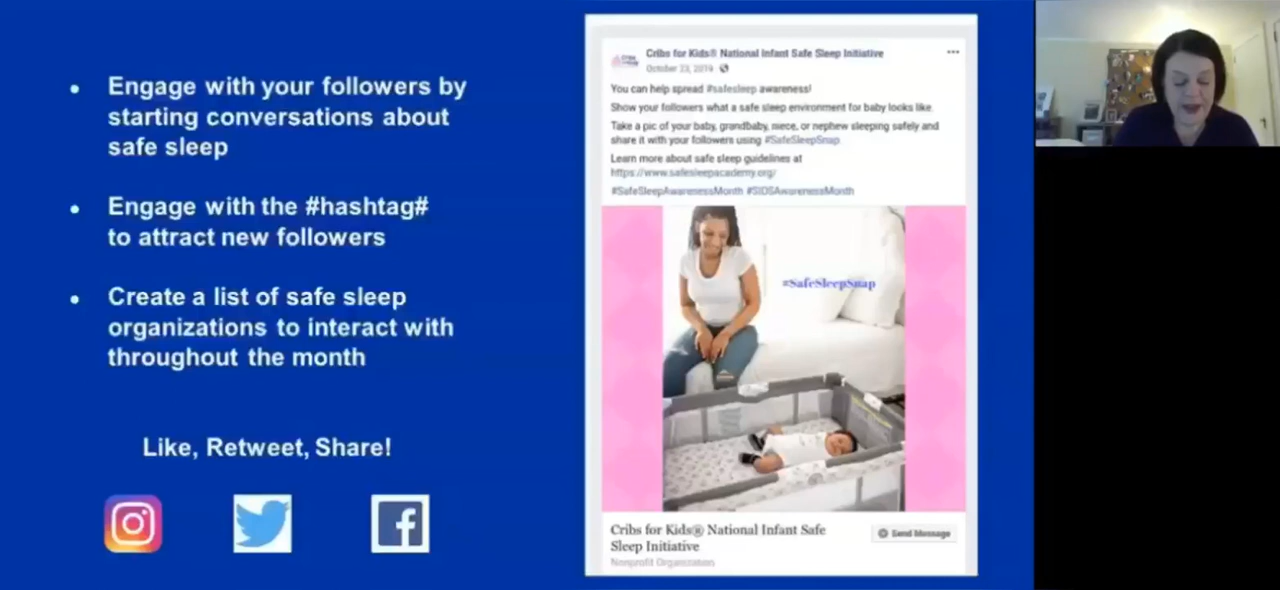 Engage with your followers by
starting conversations about
safe sleep
Engage with the #hashtag#
to attract new followers
Create a list of safe sleep
organizations to interact with
throughout the month
Like, Retweet, Share!
Cribs for Kids® National Infant Safe Sleep Initiative
October 23, 2019
You can help spread #safesleep awareness!
Show your followers what a safe sleep environment for baby looks like.
Take a pic of your baby, grandbaby, niece, or nephew sleeping safely and
share it with your followers using #SafeSleepSnap.
Learn more about safe sleep guidelines at
https://www.safesleepacademy.org/
#SafeSleepAwarenessMonth #SIDSAwarenessMonth
#SafeSleepSnap
Cribs for Kids® National Infant Safe
Sleep Initiative
Send Message
Nonprofit Organization